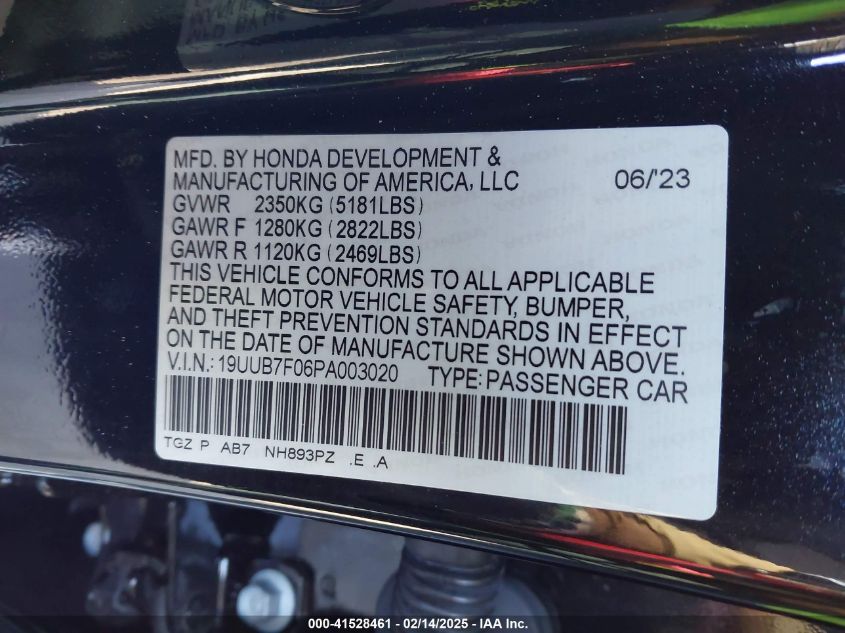 MFD. BY HONDA DEVELOPMENT &
MANUFACTURING OF AMERICA, LLC 06/'23
GVWR 2350KG (5181LBS)
GAWR F 1280KG (2822LBS)
GAWR R 1120KG (2469LBS)
THIS VEHICLE CONFORMS TO ALL APPLICABLE
FEDERAL MOTOR VEHICLE SAFETY, BUMPER,
AND THEFT PREVENTION STANDARDS IN EFFECT
ON THE DATE OF MANUFACTURE SHOWN ABOVE.
V.I.N.: 19UUB7F06PA003020 TYPE: PASSENGER CAR
TGZ P AB7 NH893PZ .E .A
000-41528461 - 02/14/2025 - IAAI Inc.